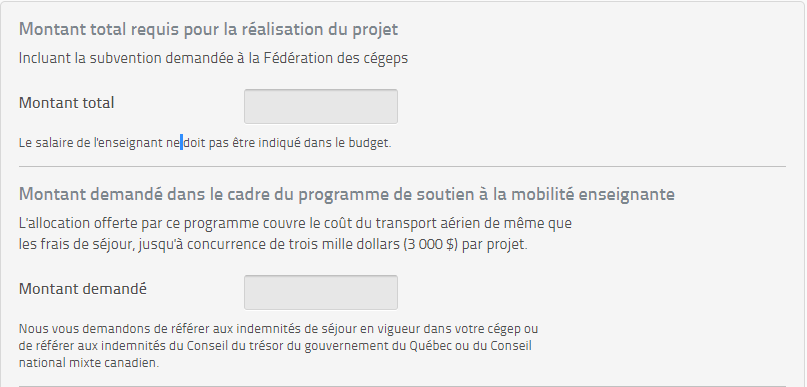 Montant total requis pour la réalisation du projet
Incluant la subvention demandée à la Fédération des cégeps
Montant total
Le salaire de l'enseignant ne doit pas être indiqué dans le budget.
Montant demandé dans le cadre du programme de soutien à la mobilité enseignante
L'allocation offerte par ce programme couvre le coût du transport aérien de même que
les frais de séjour, jusqu'à concurrence de trois mille dollars (3 000 $) par projet.
Montant demandé
Nous vous demandons de référer aux indemnités de séjour en vigueur dans votre cégep ou
de référer aux indemnités du Conseil du trésor du gouvernement du Québec ou du Conseil
national mixte canadien.